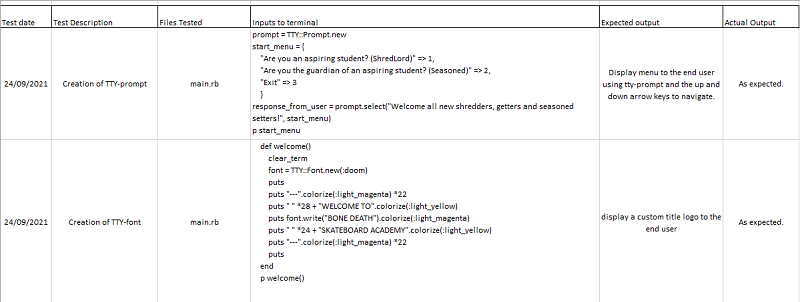 Test date Test Description Files Tested Inputs to terminal Expected output Actual Output
24/09/2021 Creation of TTY-prompt main.rb
prompt = TTY::Prompt.new
start_menu = {
"Are you an aspiring student? (ShredLord)" => 1,
"Are you the guardian of an aspiring student? (Seasoned)" => 2,
"Exit" => 3
}
response_from_user = prompt.select("Welcome all new shredders, getters and seasoned
setters!", start_menu)
p start_menu
Display menu to the end user
using tty-prompt and the up and
down arrow keys to navigate.
As expected.
24/09/2021 Creation of TTY-font main.rb
def welcome()
clear_term
font = TTY::Font.new(:doom)
puts
puts "---".colorize(:light_magenta) *22
puts " " *28 + "WELCOME TO".colorize(:light_yellow)
puts font.write("BONE DEATH").colorize(:light_magenta)
puts " " *24 + "SKATEBOARD ACADEMY".colorize(:light_yellow)
puts "---".colorize(:light_magenta) *22
puts
end
p welcome()
display a custom title logo to the
end user
As expected.